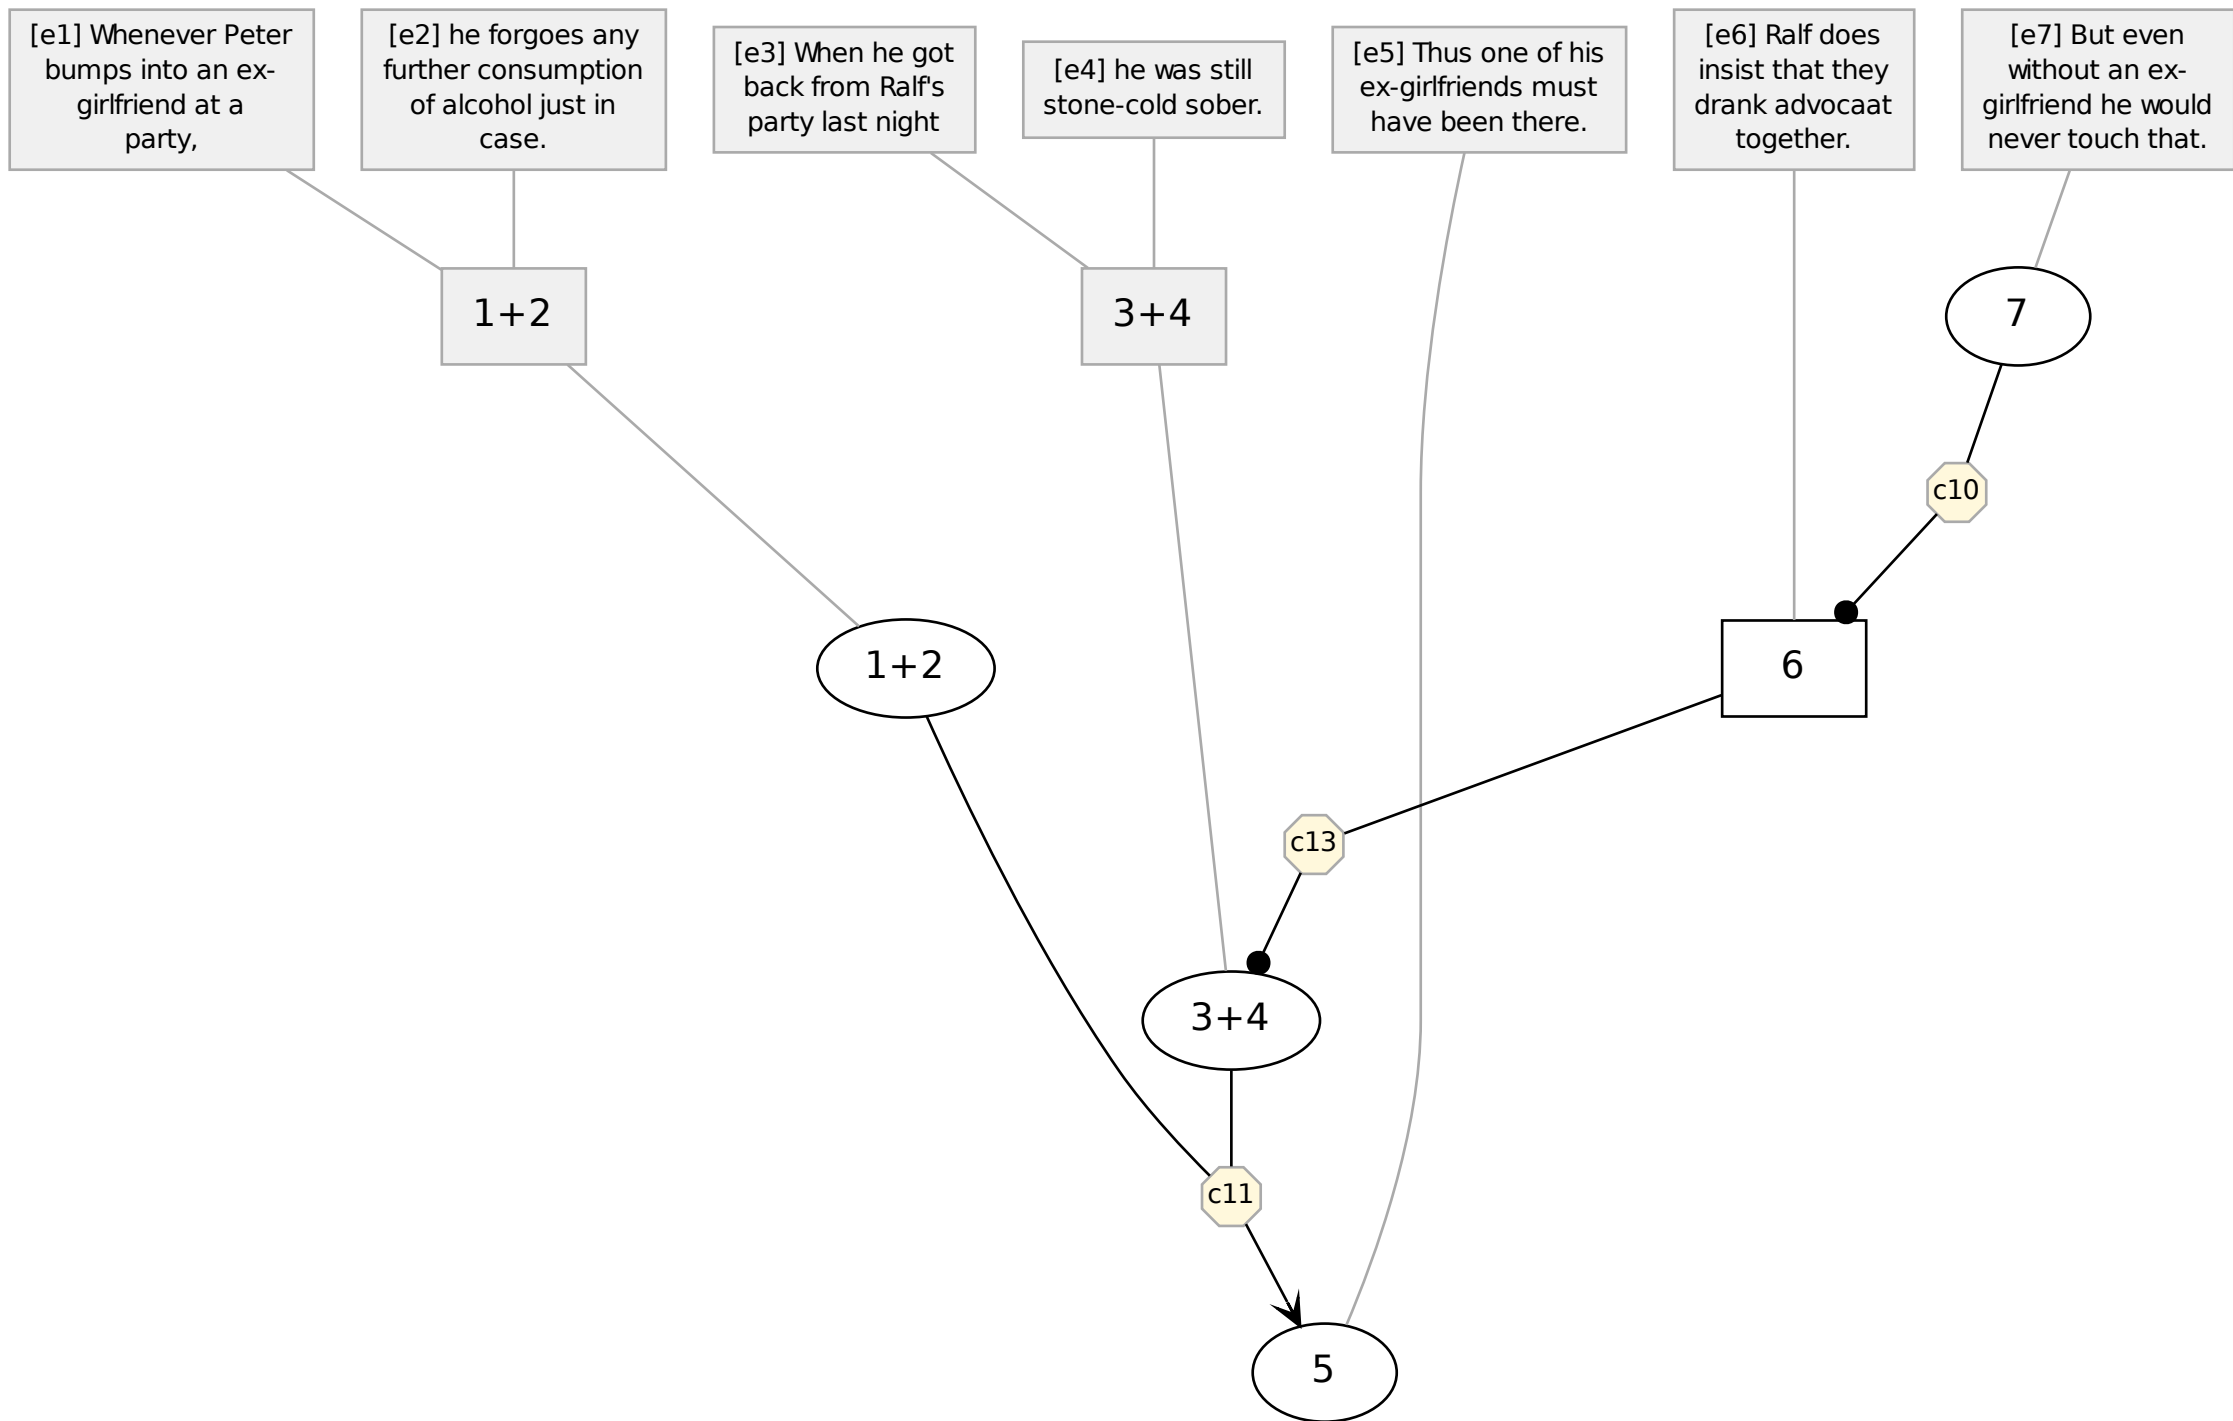 [e1] Whenever Peter
bumps into an ex-
girlfriend at a
party,
[e2] he forgoes any
further consumption
of alcohol just in
case.
[e3] When he got
back from Ralf's
party last night
[e4] he was still
stone-cold sober.
[e5] Thus one of his
ex-girlfriends must
have been there.
[e6] Ralf does
insist that they
drank advocaat
together.
[e7] But even
without an ex-
girlfriend he would
never touch that.
1+2
3+4
7
c10
1+2
6
c13
3+4
c11
5